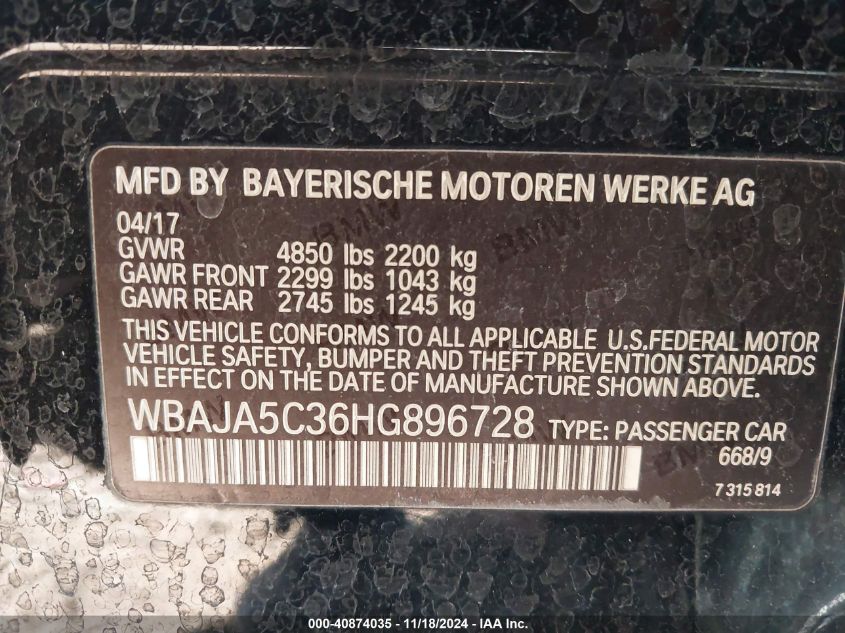 MFD BY BAYERISCHE MOTOREN WERKE AG
04/17
GVWR 4850 lbs 2200 kg
GAWR FRONT 2299 lbs 1043 kg
GAWR REAR 2745 lbs 1245 kg
THIS VEHICLE CONFORMS TO ALL APPLICABLE U.S.FEDERAL MOTOR
VEHICLE SAFETY, BUMPER AND THEFT PREVENTION STANDARDS
IN EFFECT ON THE DATE OF MANUFACTURE SHOWN ABOVE.
WBAJA5C36HG896728 TYPE: PASSENGER CAR
668/9
7 315 814
000-40874035 - 11/18/2024 - IAA, Inc.